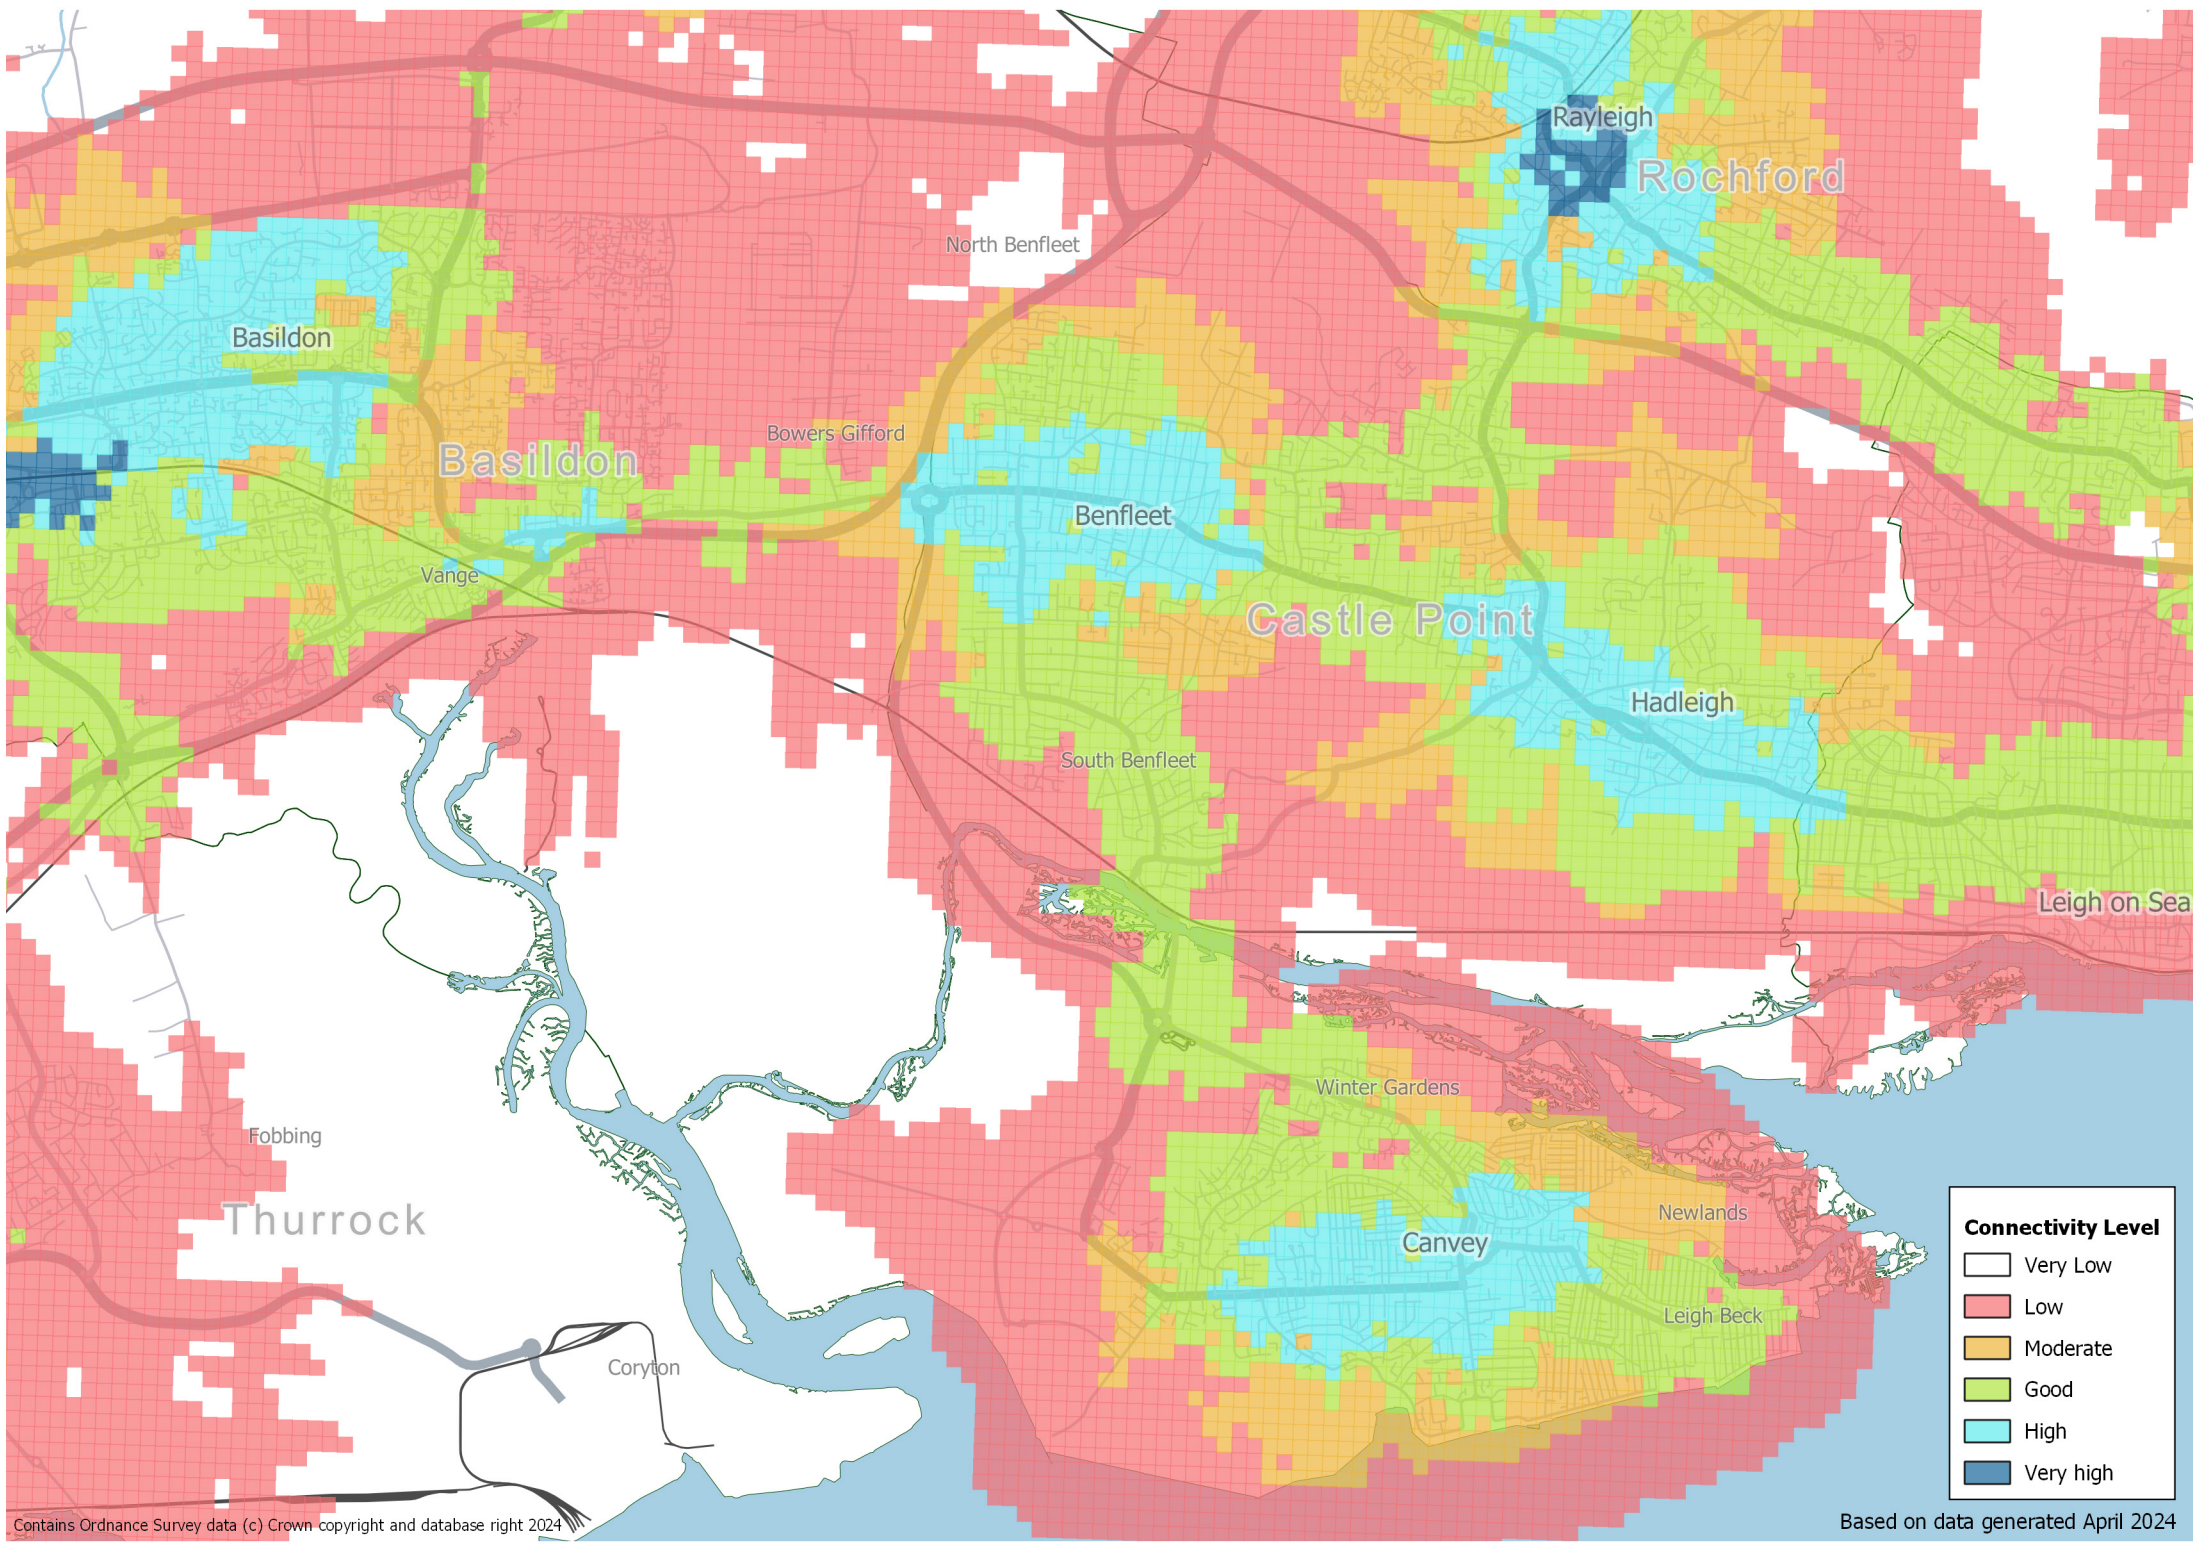 Rayleigh
Rochford
North Benfleet
Basildon
Bowers Gifford
Basildon
Benfleet
Vange
Castle Point
Hadleigh
South Benfleet
Leigh on Sea
Winter Gardens
Fobbing
Thurrock
Newlands
Canvey
Leigh Beck
Coryton
Connectivity Level
Very Low
Low
Moderate
Good
High
Very high
Contains Ordnance Survey data (c) Crown copyright and database right 2024
Based on data generated April 2024